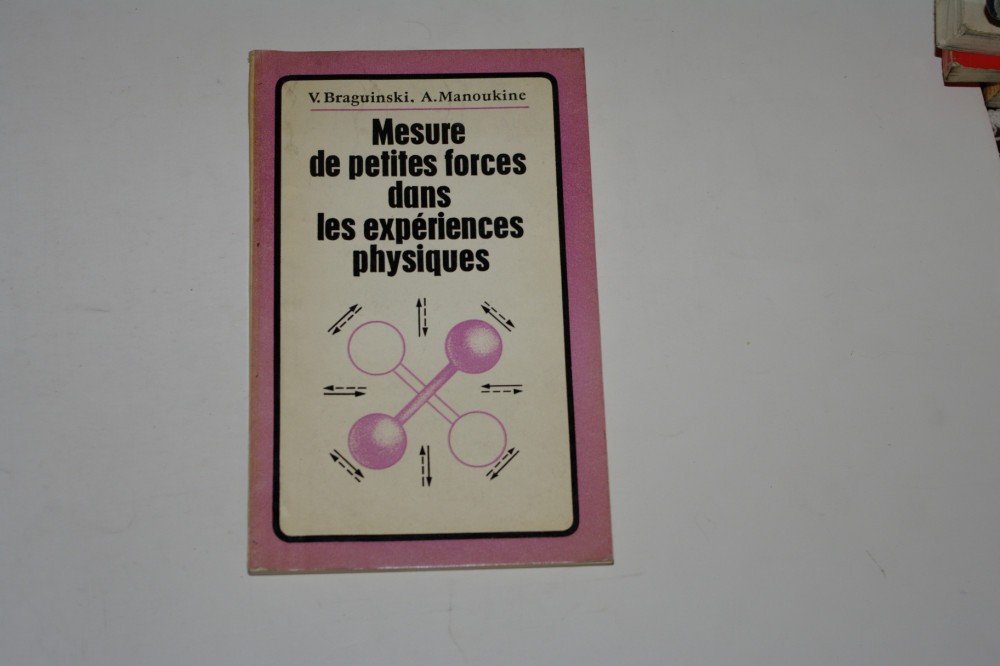 V. Braguinski. A. Manoukine
Mesure
de petites forces
dans
les expériences
physiques